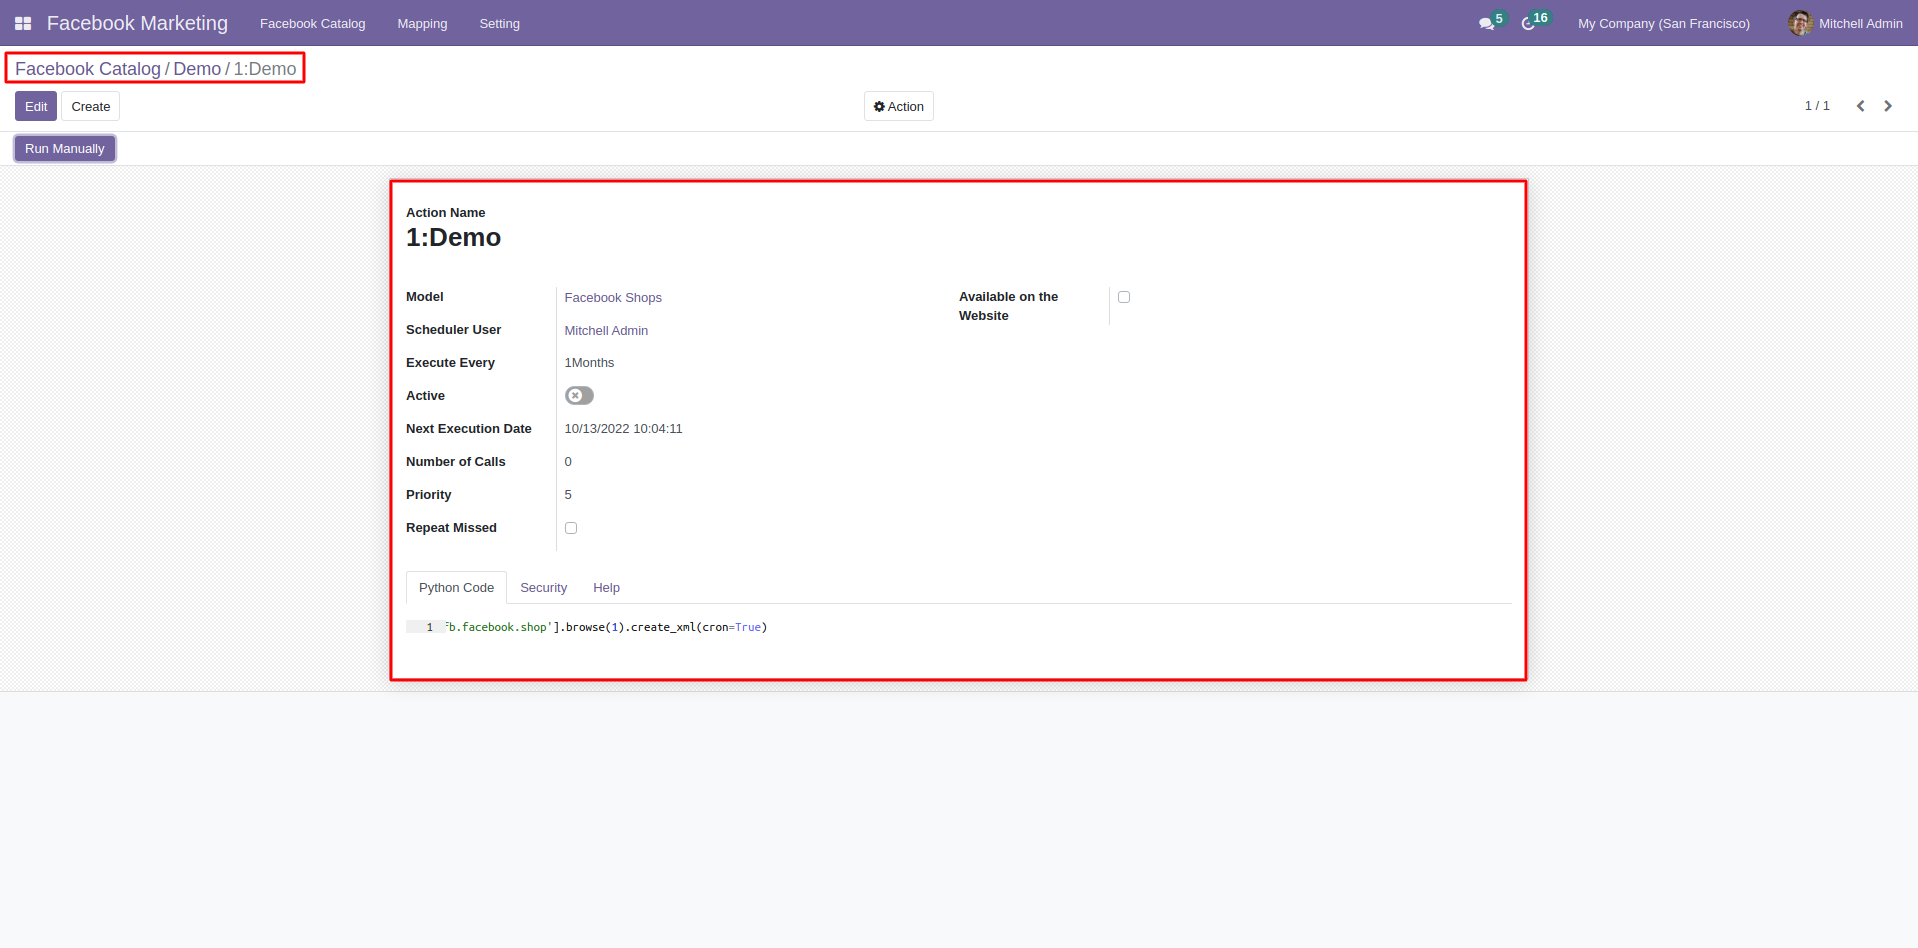 Facebook Marketing Facebook Catalog Mapping Setting 5 16 My Company (San Francisco) Mitchell Admin
Facebook Catalog / Demo / 1:Demo
Edit Create Action 1 / 1
Run Manually
Action Name
1:Demo
Model Facebook Shops
Available on the
Website
Scheduler User Mitchell Admin
Execute Every 1Months
Active
Next Execution Date 10/13/2022 10:04:11
Number of Calls 0
Priority 5
Repeat Missed
Python Code Security Help
1 b.facebook.shop'].browse(1).create_xml(cron=True)